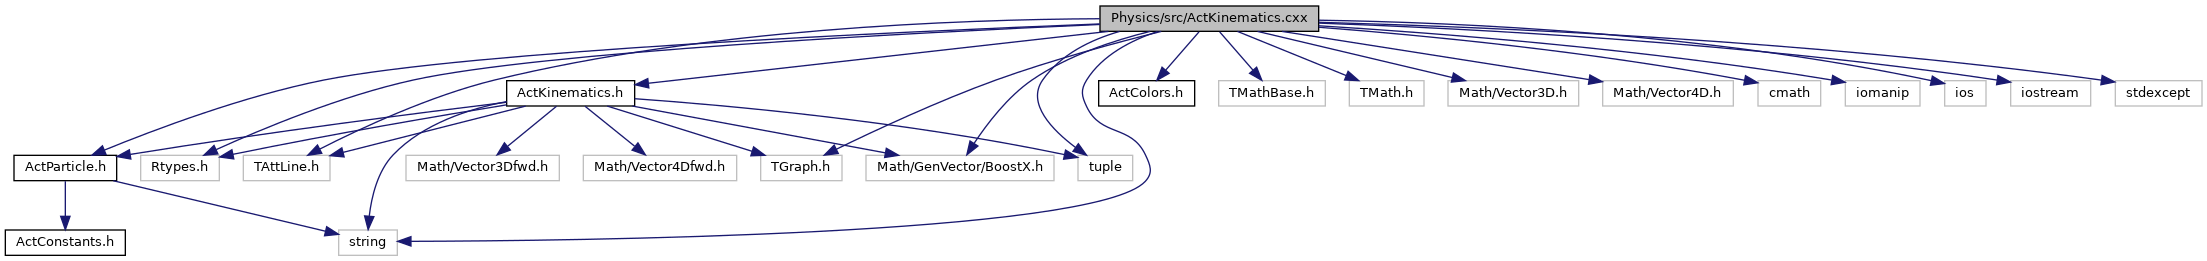 Physics/src/ActKinematics.cxx
ActKinematics.h
ActColors.h
TMathBase.h
TMath.h
Math/Vector3D.h
Math/Vector4D.h
cmath
iomanip
ios
iostream
stdexcept
ActParticle.h
Rtypes.h
TAttLine.h
Math/Vector3Dfwd.h
Math/Vector4Dfwd.h
TGraph.h
Math/GenVector/BoostX.h
tuple
ActConstants.h
string